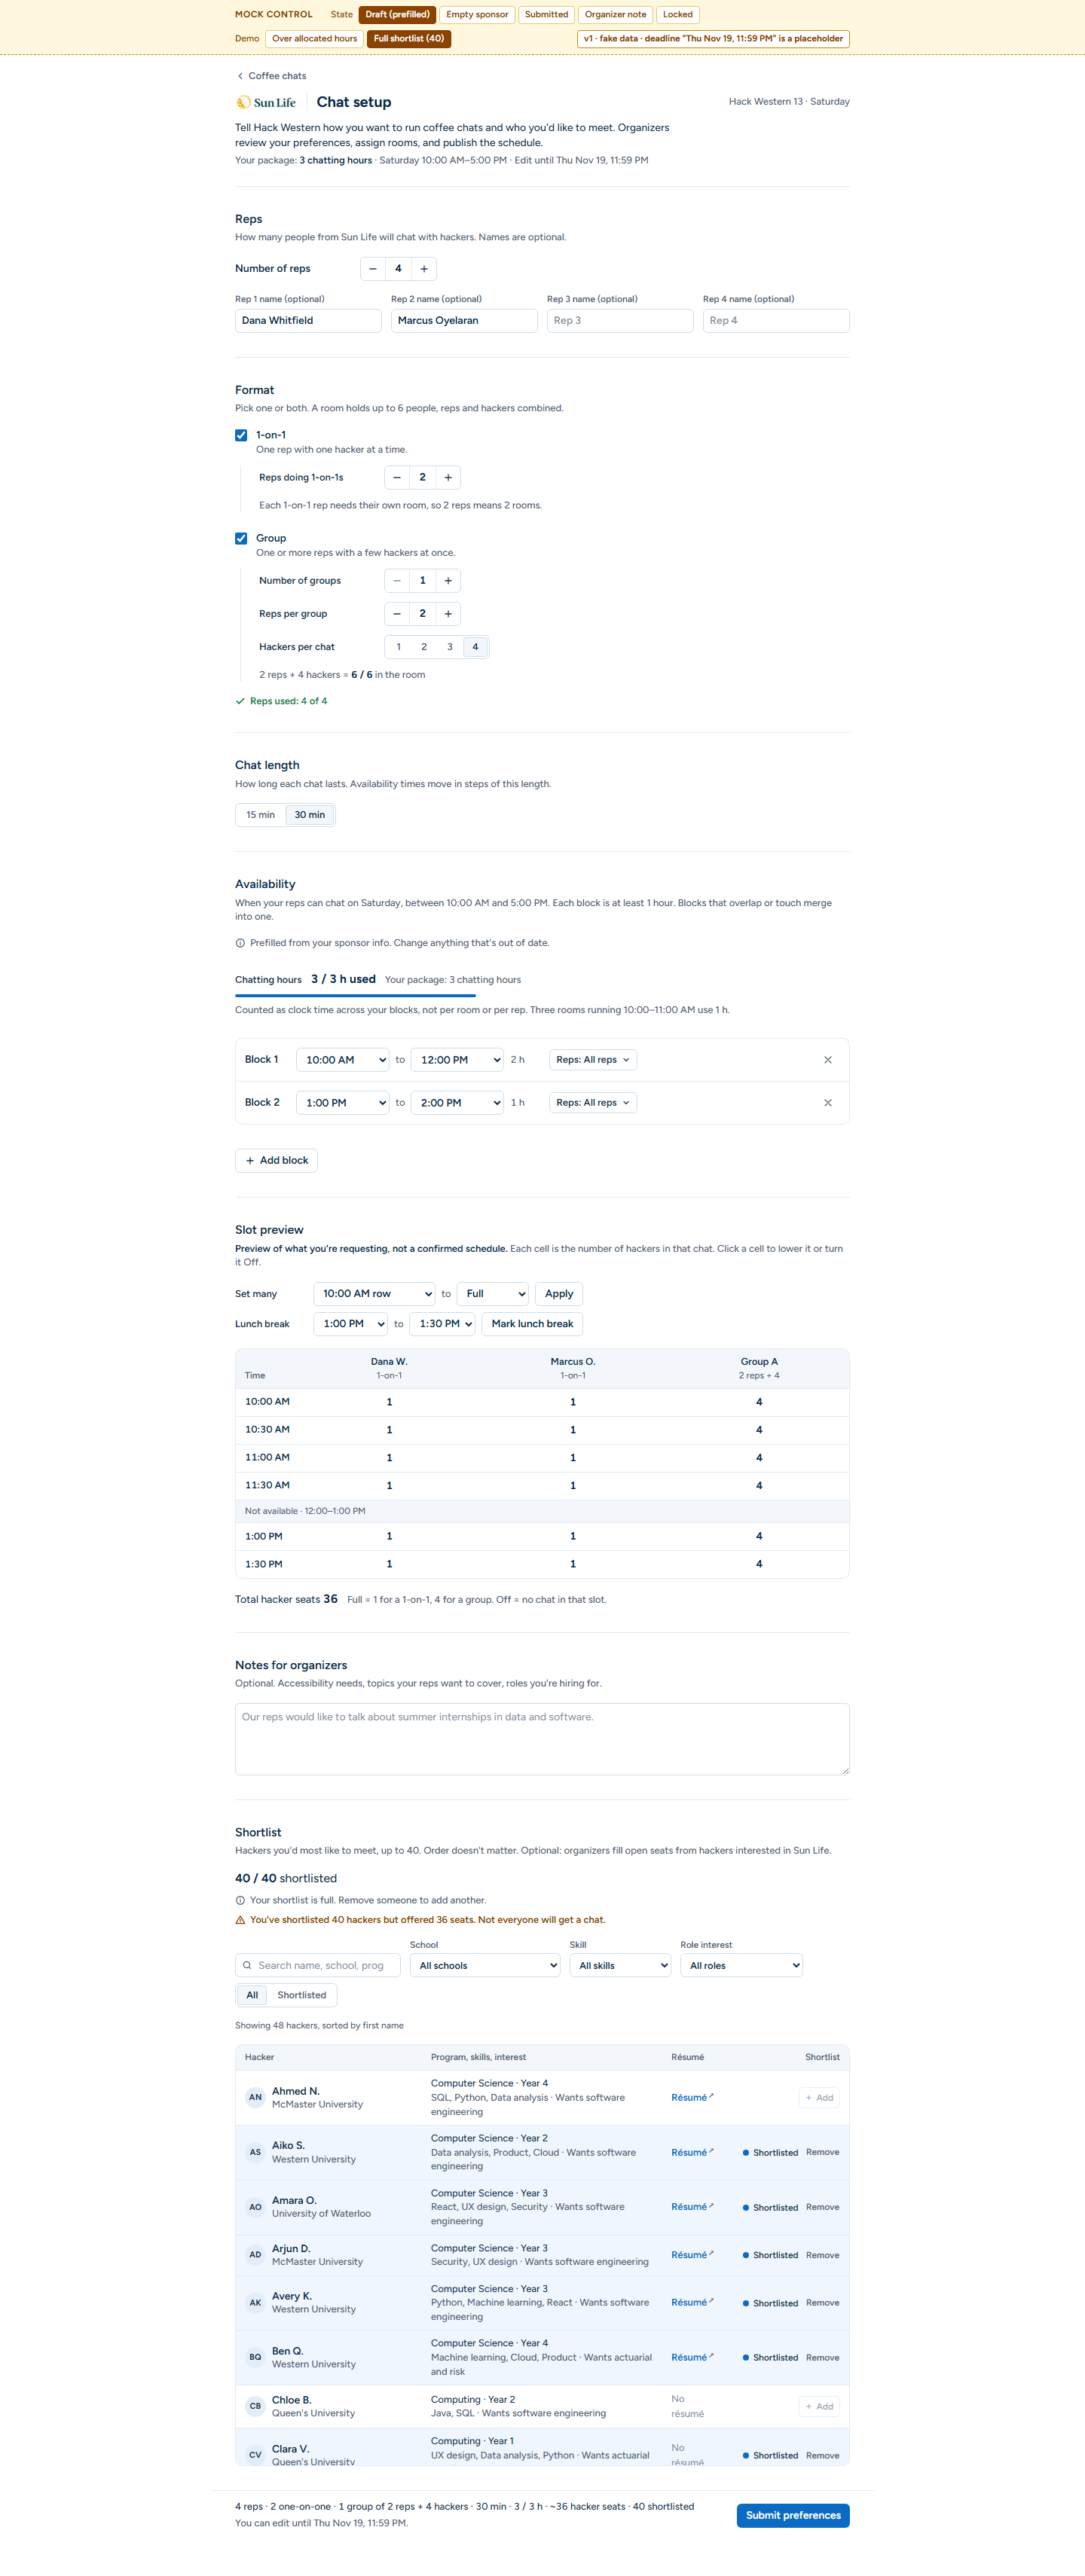 MOCK CONTROL State Draft (prefilled) Empty sponsor Submitted Organizer note Locked
Demo Over allocated hours Full shortlist (40) v1 · fake data · deadline "Thu Nov 19, 11:59 PM" is a placeholder
Coffee chats
Sun Life Chat setup Hack Western 13 · Saturday
Tell Hack Western how you want to run coffee chats and who you'd like to meet. Organizers
review your preferences, assign rooms, and publish the schedule.
Your package: 3 chatting hours · Saturday 10:00 AM–5:00 PM · Edit until Thu Nov 19, 11:59 PM
Reps
How many people from Sun Life will chat with hackers. Names are optional.
Number of reps − 4 +
Rep 1 name (optional) Rep 2 name (optional) Rep 3 name (optional) Rep 4 name (optional)
Dana Whitfield Marcus Oyelaran Rep 3 Rep 4
Format
Pick one or both. A room holds up to 6 people, reps and hackers combined.
1-on-1
One rep with one hacker at a time.
Reps doing 1-on-1s − 2 +
Each 1-on-1 rep needs their own room, so 2 reps means 2 rooms.
Group
One or more reps with a few hackers at once.
Number of groups − 1 +
Reps per group − 2 +
Hackers per chat 1 2 3 4
2 reps + 4 hackers = 6 / 6 in the room
Reps used: 4 of 4
Chat length
How long each chat lasts. Availability times move in steps of this length.
15 min 30 min
Availability
When your reps can chat on Saturday, between 10:00 AM and 5:00 PM. Each block is at least 1 hour. Blocks that overlap or touch merge
into one.
Prefilled from your sponsor info. Change anything that's out of date.
Chatting hours 3 / 3 h used Your package: 3 chatting hours
Counted as clock time across your blocks, not per room or per rep. Three rooms running 10:00–11:00 AM use 1 h.
Block 1 10:00 AM to 12:00 PM 2 h Reps: All reps
Block 2 1:00 PM to 2:00 PM 1 h Reps: All reps
+ Add block
Slot preview
Preview of what you're requesting, not a confirmed schedule. Each cell is the number of hackers in that chat. Click a cell to lower it or turn
it Off.
Set many 10:00 AM row to Full Apply
Lunch break 1:00 PM to 1:30 PM Mark lunch break
Dana W. Marcus O. Group A
Time 1-on-1 1-on-1 2 reps + 4
10:00 AM 1 1 4
10:30 AM 1 1 4
11:00 AM 1 1 4
11:30 AM 1 1 4
Not available · 12:00–1:00 PM
1:00 PM 1 1 4
1:30 PM 1 1 4
Total hacker seats 36 Full = 1 for a 1-on-1, 4 for a group. Off = no chat in that slot.
Notes for organizers
Optional. Accessibility needs, topics your reps want to cover, roles you're hiring for.
Our reps would like to talk about summer internships in data and software.
Shortlist
Hackers you'd most like to meet, up to 40. Order doesn't matter. Optional: organizers fill open seats from hackers interested in Sun Life.
40 / 40 shortlisted
Your shortlist is full. Remove someone to add another.
You've shortlisted 40 hackers but offered 36 seats. Not everyone will get a chat.
School Skill Role interest
Search name, school, prog All schools All skills All roles
All Shortlisted
Showing 48 hackers, sorted by first name
Hacker Program, skills, interest Résumé Shortlist
AN Ahmed N. McMaster University
Computer Science · Year 4
SQL, Python, Data analysis · Wants software
engineering
Résumé↗ + Add
AS Aiko S. Western University
Computer Science · Year 2
Data analysis, Product, Cloud · Wants software
engineering
Résumé↗ Shortlisted Remove
AO Amara O. University of Waterloo
Computer Science · Year 3
React, UX design, Security · Wants software
engineering
Résumé↗ Shortlisted Remove
AD Arjun D. McMaster University
Computer Science · Year 3
Security, UX design · Wants software engineering
Résumé↗ Shortlisted Remove
AK Avery K. Western University
Computer Science · Year 3
Python, Machine learning, React · Wants software
engineering
Résumé↗ Shortlisted Remove
BQ Ben Q. Western University
Computer Science · Year 4
Machine learning, Cloud, Product · Wants actuarial
and risk
Résumé↗ Shortlisted Remove
CB Chloe B. Queen's University
Computing · Year 2
Java, SQL · Wants software engineering
No
résumé
+ Add
CV Clara V. Queen's University
Computing · Year 1
UX design, Data analysis, Python · Wants actuarial
No
résumé
Shortlisted Remove
4 reps · 2 one-on-one · 1 group of 2 reps + 4 hackers · 30 min · 3 / 3 h · ~36 hacker seats · 40 shortlisted
You can edit until Thu Nov 19, 11:59 PM.
Submit preferences